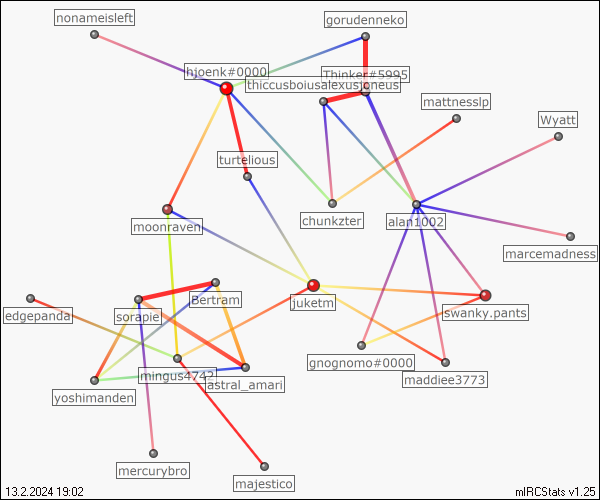 nonameisleft
gorudenneko
hjoenk#0000
Thinker#5995
thiccusboiusalexusjoneus
mattnesslp
Wyatt
turtelious
moonraven
chunkzter
alan1002
marcemadness
edgepanda
sorapie
Bertram
juketm
swanky.pants
gnognomo#0000
maddiee3773
mingus4742
astral_amari
yoshimanden
mercurybro
majestico
13.2.2024 19:02
mIRCStats v1.25